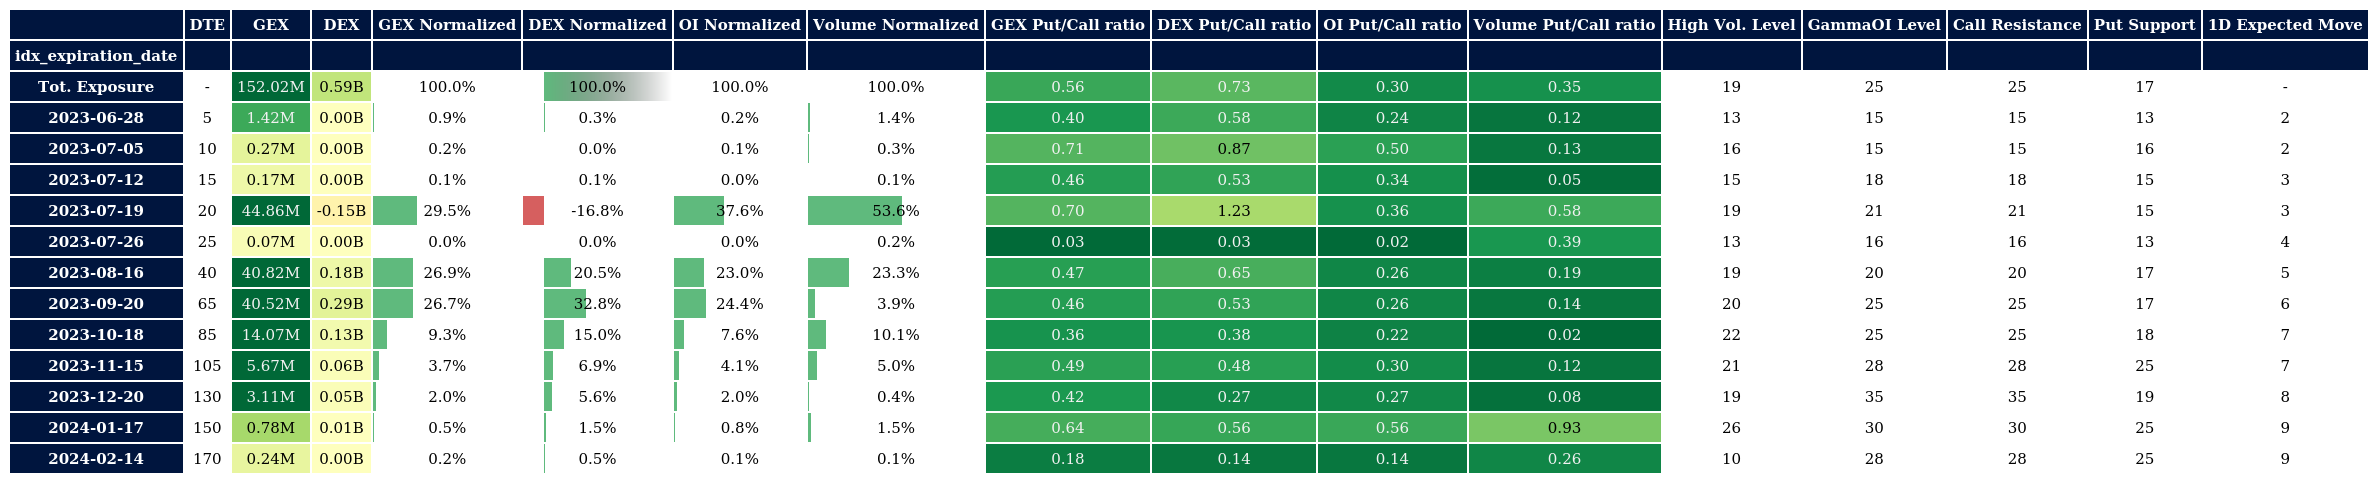 DTE GEX DEX GEX Normalized DEX Normalized OI Normalized Volume Normalized GEX Put/Call ratio DEX Put/Call ratio OI Put/Call ratio Volume Put/Call ratio High Vol. Level GammaOI Level Call Resistance Put Support 1D Expected Move
idx_expiration_date
Tot. Exposure - 152.02M 0.59B 100.0% 100.0% 100.0% 100.0% 0.56 0.73 0.30 0.35 19 25 25 17 -
2023-06-28 5 1.42M 0.00B 0.9% 0.3% 0.2% 1.4% 0.40 0.58 0.24 0.12 13 15 15 13 2
2023-07-05 10 0.27M 0.00B 0.2% 0.0% 0.1% 0.3% 0.71 0.87 0.50 0.13 16 15 15 16 2
2023-07-12 15 0.17M 0.00B 0.1% 0.1% 0.0% 0.1% 0.46 0.53 0.34 0.05 15 18 18 15 3
2023-07-19 20 44.86M -0.15B 29.5% -16.8% 37.6% 53.6% 0.70 1.23 0.36 0.58 19 21 21 15 3
2023-07-26 25 0.07M 0.00B 0.0% 0.0% 0.0% 0.2% 0.03 0.03 0.02 0.39 13 16 16 13 4
2023-08-16 40 40.82M 0.18B 26.9% 20.5% 23.0% 23.3% 0.47 0.65 0.26 0.19 19 20 20 17 5
2023-09-20 65 40.52M 0.29B 26.7% 32.8% 24.4% 3.9% 0.46 0.53 0.26 0.14 20 25 25 17 6
2023-10-18 85 14.07M 0.13B 9.3% 15.0% 7.6% 10.1% 0.36 0.38 0.22 0.02 22 25 25 18 7
2023-11-15 105 5.67M 0.06B 3.7% 6.9% 4.1% 5.0% 0.49 0.48 0.30 0.12 21 28 28 25 7
2023-12-20 130 3.11M 0.05B 2.0% 5.6% 2.0% 0.4% 0.42 0.27 0.27 0.08 19 35 35 19 8
2024-01-17 150 0.78M 0.01B 0.5% 1.5% 0.8% 1.5% 0.64 0.56 0.56 0.93 26 30 30 25 9
2024-02-14 170 0.24M 0.00B 0.2% 0.5% 0.1% 0.1% 0.18 0.14 0.14 0.26 10 28 28 25 9